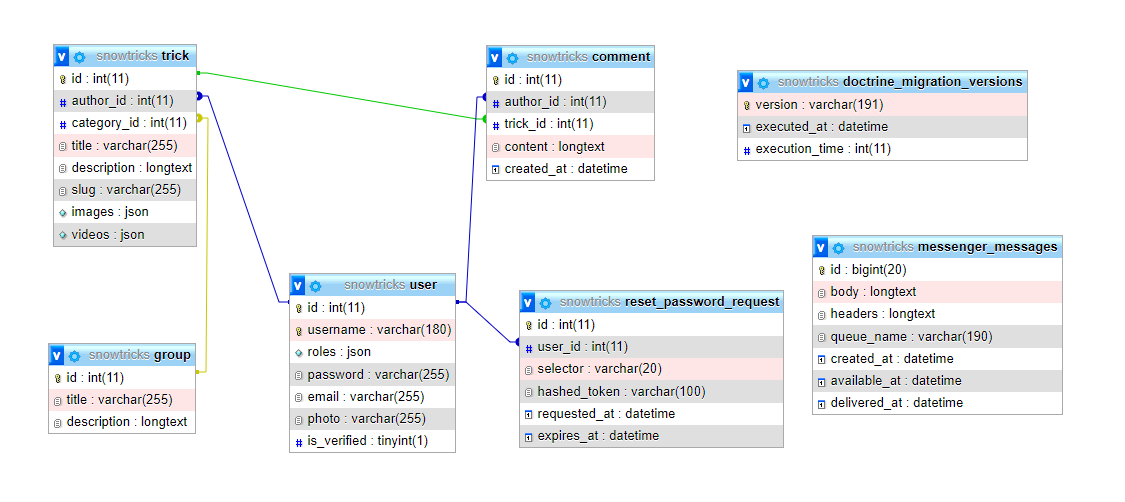 snowtricks trick
id : int(11)
author_id : int(11)
category_id : int(11)
title : varchar(255)
description : longtext
slug : varchar(255)
images : json
videos : json
snowtricks comment
id : int(11)
author_id : int(11)
trick_id : int(11)
content : longtext
created_at : datetime
snowtricks doctrine_migration_versions
version : varchar(191)
executed_at : datetime
execution_time : int(11)
snowtricks group
id : int(11)
title : varchar(255)
description : longtext
snowtricks user
id : int(11)
username : varchar(180)
roles : json
password : varchar(255)
email : varchar(255)
photo : varchar(255)
is_verified : tinyint(1)
snowtricks reset_password_request
id : int(11)
user_id : int(11)
selector : varchar(20)
hashed_token : varchar(100)
requested_at : datetime
expires_at : datetime
snowtricks messenger_messages
id : bigint(20)
body : longtext
headers : longtext
queue_name : varchar(190)
created_at : datetime
available_at : datetime
delivered_at : datetime